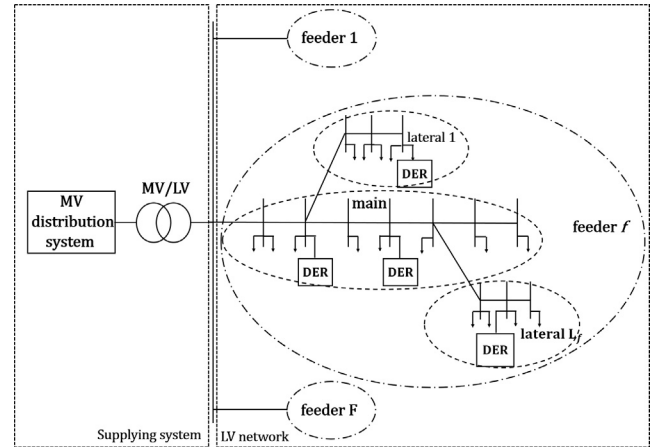 feeder 1
lateral 1
DER
MV/LV
MV
distribution
system
main
feeder f
DER
DER
lateral Lf
DER
feeder F
Supplying system
LV network